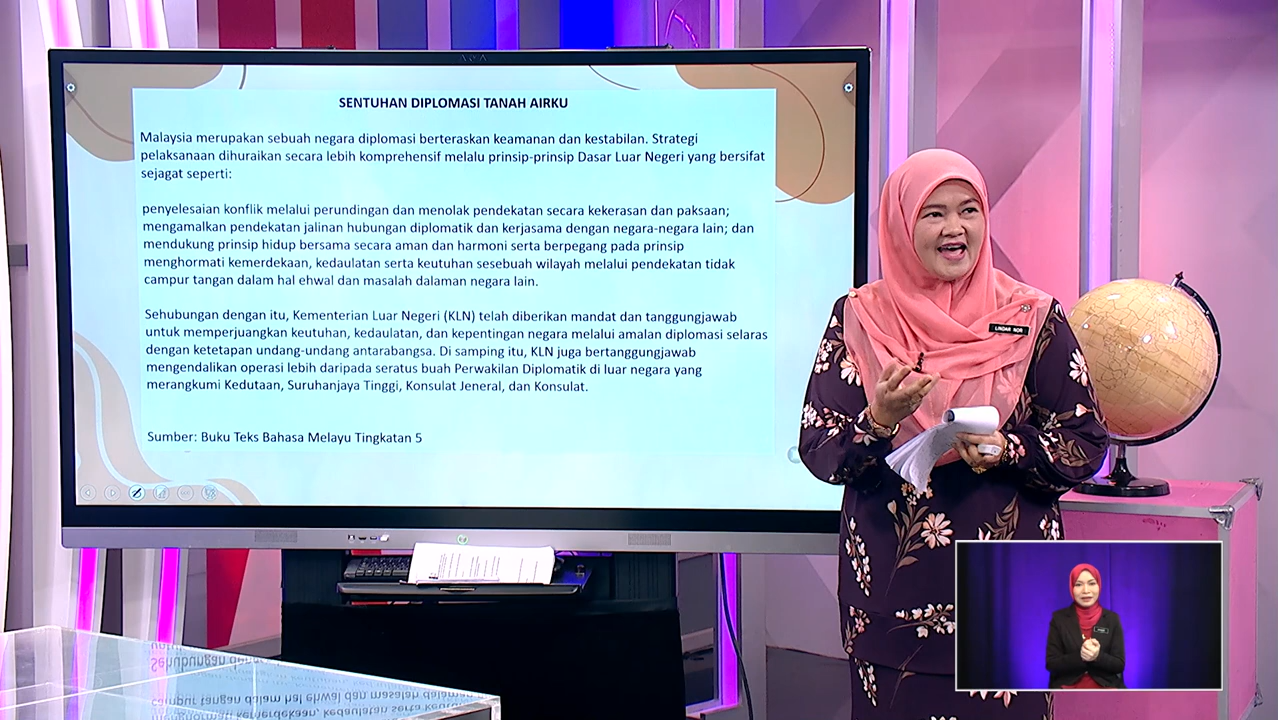 SENTUHAN DIPLOMASI TANAH AIRKU
Malaysia merupakan sebuah negara diplomasi berteraskan keamanan dan kestabilan. Strategi
pelaksanaan dihuraikan secara lebih komprehensif melalu prinsip-prinsip Dasar Luar Negeri yang bersifat
sejagat seperti:
penyelesaian konflik melalui perundingan dan menolak pendekatan secara kekerasan dan paksaan;
mengamalkan pendekatan jalinan hubungan diplomatik dan kerjasama dengan negara-negara lain; dan
mendukung prinsip hidup bersama secara aman dan harmoni serta berpegang pada prinsip
menghormati kemerdekaan, kedaulatan serta keutuhan sesebuah wilayah melalui pendekatan tidak
campur tangan dalam hal ehwal dan masalah dalaman negara lain.
Sehubungan dengan itu, Kementerian Luar Negeri (KLN) telah diberikan mandat dan tanggungjawab
untuk memperjuangkan keutuhan, kedaulatan, dan kepentingan negara melalui amalan diplomasi selaras
dengan ketetapan undang-undang antarabangsa. Di samping itu, KLN juga bertanggungjawab
mengendalikan operasi lebih daripada seratus buah Perwakilan Diplomatik di luar negara yang
merangkumi Kedutaan, Suruhanjaya Tinggi, Konsulat Jeneral, dan Konsulat.
Sumber: Buku Teks Bahasa Melayu Tingkatan 5
LINDAR NOR